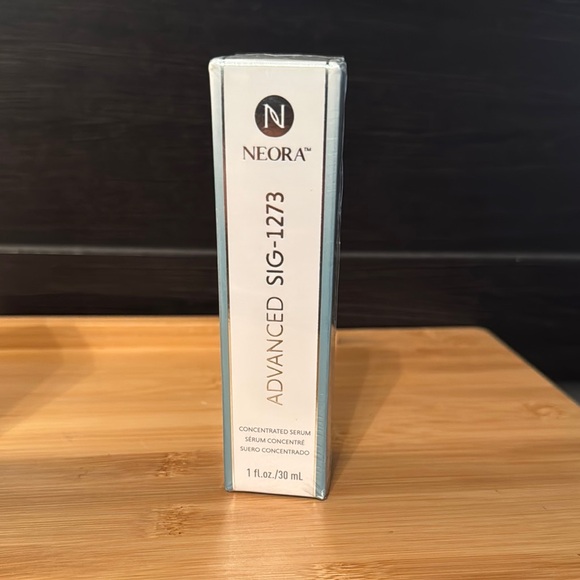 N
NEORA™
ADVANCED SIG-1273
CONCENTRATED SERUM
SÉRUM CONCENTRÉ
SUERO CONCENTRADO
1 fl.oz./30 mL